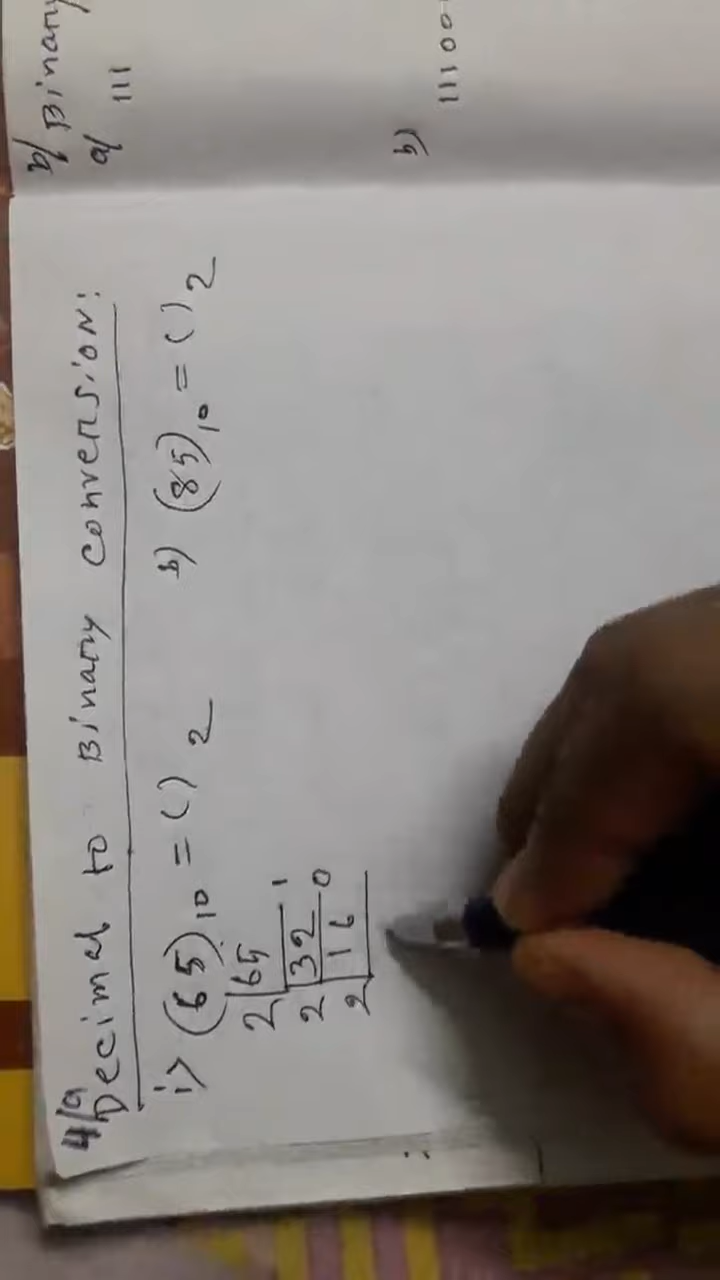 4/a
Decimal to Binary conversion:
i> (65)10 = ( )2 b) (85)10 = ( )2
2 65
2 32 1
2 16 0
b/ Binary
a/ 111
b) 11100